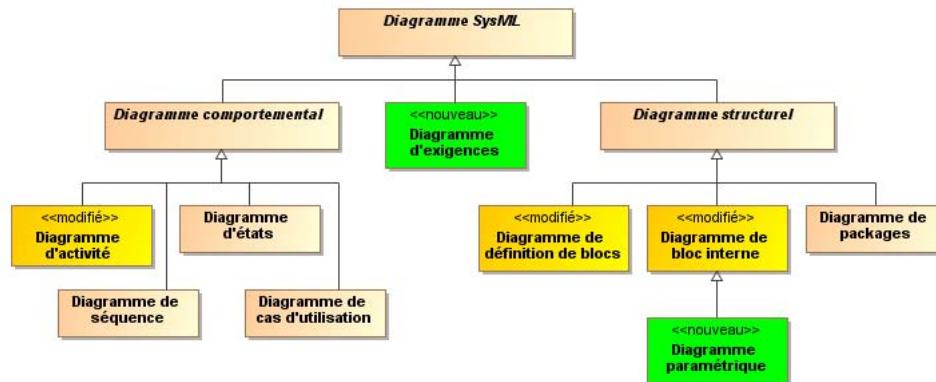 Diagramme SysML
Diagramme comportemental
<<nouveau>>
Diagramme
d'exigences
Diagramme structurel
<<modifié>>
Diagramme
d'activité
Diagramme
d'états
<<modifié>>
Diagramme de
définition de blocs
<<modifié>>
Diagramme de
bloc interne
Diagramme de
packages
Diagramme de
séquence
Diagramme de
cas d'utilisation
<<nouveau>>
Diagramme
paramétrique